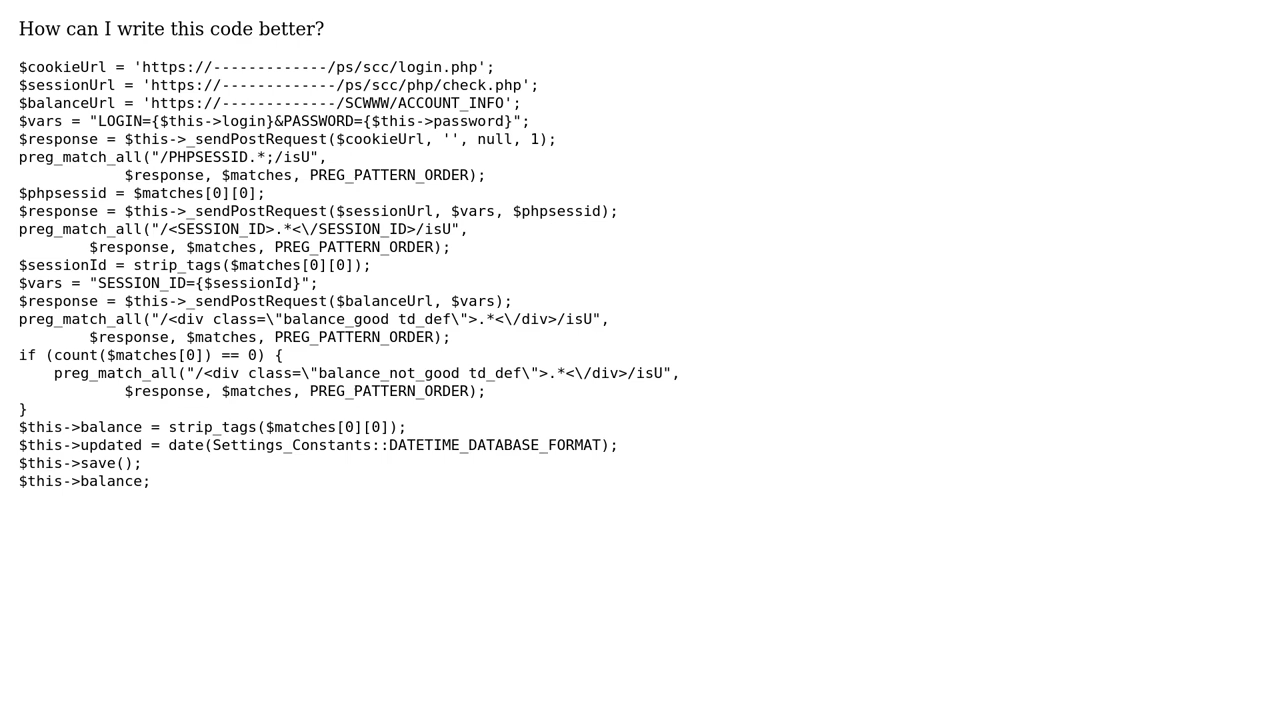 How can I write this code better?
$cookieUrl = 'https://-------------/ps/scc/login.php';
$sessionUrl = 'https://-------------/ps/scc/php/check.php';
$balanceUrl = 'https://-------------/SCWWW/ACCOUNT_INFO';
$vars = "LOGIN={$this->login}&PASSWORD={$this->password}";
$response = $this->_sendPostRequest($cookieUrl, '', null, 1);
preg_match_all("/PHPSESSID.*;/isU",
            $response, $matches, PREG_PATTERN_ORDER);
$phpsessid = $matches[0][0];
$response = $this->_sendPostRequest($sessionUrl, $vars, $phpsessid);
preg_match_all("/<SESSION_ID>.*<\/SESSION_ID>/isU",
        $response, $matches, PREG_PATTERN_ORDER);
$sessionId = strip_tags($matches[0][0]);
$vars = "SESSION_ID={$sessionId}";
$response = $this->_sendPostRequest($balanceUrl, $vars);
preg_match_all("/<div class=\"balance_good td_def\">.*<\/div>/isU",
        $response, $matches, PREG_PATTERN_ORDER);
if (count($matches[0]) == 0) {
    preg_match_all("/<div class=\"balance_not_good td_def\">.*<\/div>/isU",
            $response, $matches, PREG_PATTERN_ORDER);
}
$this->balance = strip_tags($matches[0][0]);
$this->updated = date(Settings_Constants::DATETIME_DATABASE_FORMAT);
$this->save();
$this->balance;